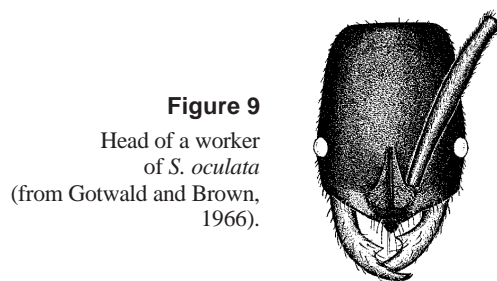 Figure 9
Head of a worker
of S. oculata
(from Gotwald and Brown,
1966).